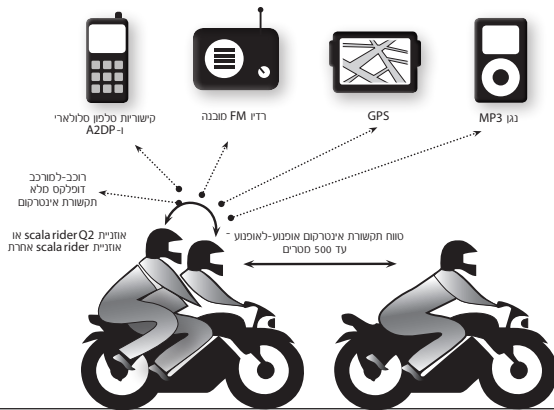 קישוריות טלפון סלולארי
ו- A2DP
רדיו FM מובנה
GPS
נגן MP3
רוכב-למורכב
דופלקס מלא
תקשורת אינטרקום
אוזניית scala rider Q2 או
אוזניית scala rider אחרת
טווח תקשורת אינטרקום אופנוע-לאופנוע -
עד 500 מטרים